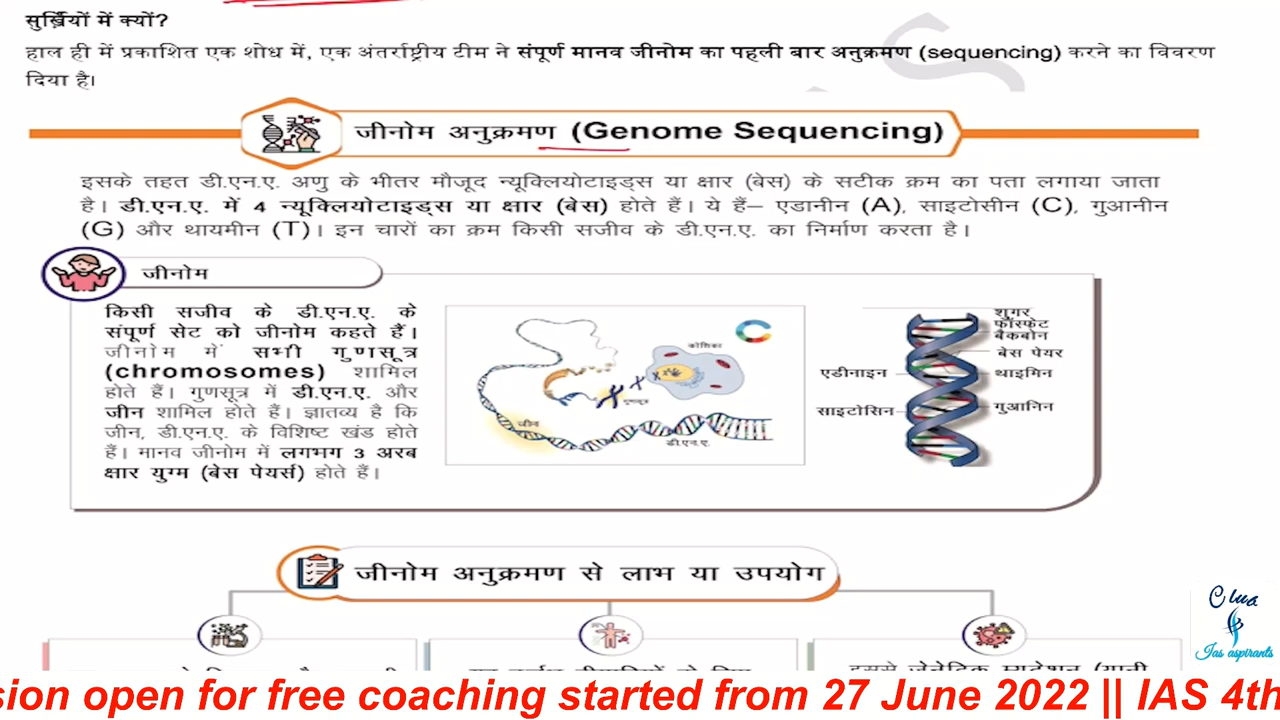 सुर्ख़ियों में क्यों?
हाल ही में प्रकाशित एक शोध में, एक अंतर्राष्ट्रीय टीम ने संपूर्ण मानव जीनोम का पहली बार अनुक्रमण (sequencing) करने का विवरण
दिया है।
जीनोम अनुक्रमण (Genome Sequencing)
इसके तहत डी.एन.ए. अणु के भीतर मौजूद न्यूक्लियोटाइड्स या क्षार (बेस) के सटीक क्रम का पता लगाया जाता
है। डी.एन.ए. में 4 न्यूक्लियोटाइड्स या क्षार (बेस) होते हैं। ये हैं– एडानीन (A), साइटोसीन (C), गुआनीन
(G) और थायमीन (T)। इन चारों का क्रम किसी सजीव के डी.एन.ए. का निर्माण करता है।
जीनोम
किसी सजीव के डी.एन.ए. के
संपूर्ण सेट को जीनोम कहते हैं।
जीनोम में सभी गुणसूत्र
(chromosomes) शामिल
होते हैं। गुणसूत्र में डी.एन.ए. और
जीन शामिल होते हैं। ज्ञातव्य है कि
जीन, डी.एन.ए. के विशिष्ट खंड होते
हैं। मानव जीनोम में लगभग 3 अरब
क्षार युग्म (बेस पेयर्स) होते हैं।
कोशिका
गुणसूत्र
जीन
डी.एन.ए.
शुगर
फॉस्फेट
बैकबोन
बेस पेयर
एडीनाइन
थाइमिन
साइटोसिन
गुआनिन
जीनोम अनुक्रमण से लाभ या उपयोग
Ias aspirants
sion open for free coaching started from 27 June 2022 || IAS 4th